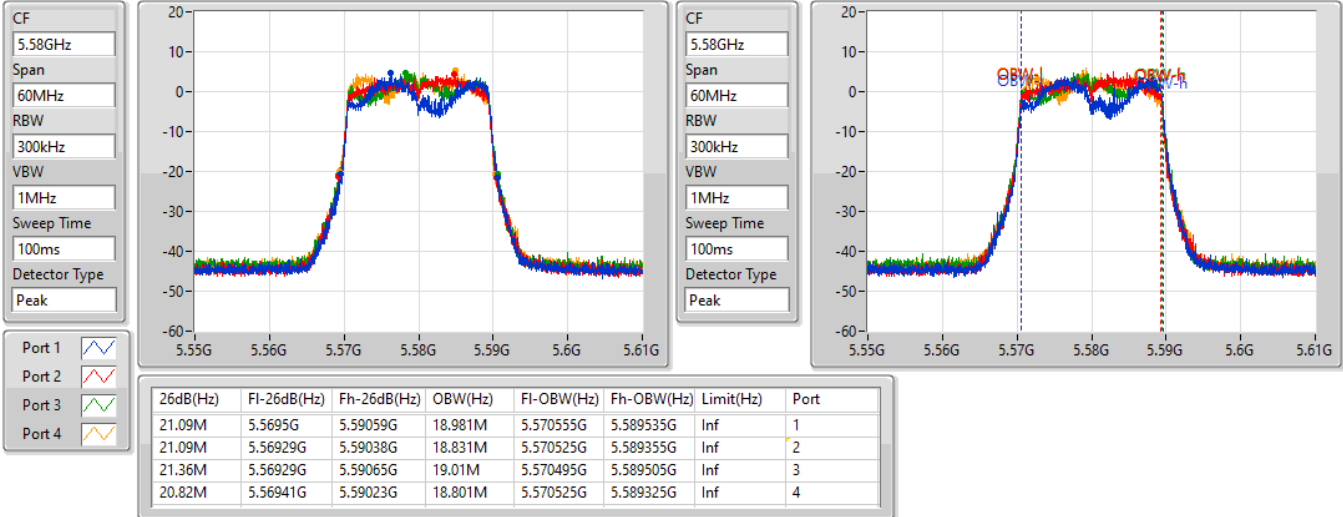 CF
5.58GHz
Span
60MHz
RBW
300kHz
VBW
1MHz
Sweep Time
100ms
Detector Type
Peak
20
10
0
-10
-20
-30
-40
-50
-60
5.55G 5.56G 5.57G 5.58G 5.59G 5.6G 5.61G
CF
5.58GHz
Span
60MHz
RBW
300kHz
VBW
1MHz
Sweep Time
100ms
Detector Type
Peak
20
10
0
-10
-20
-30
-40
-50
-60
OBW-h
5.55G 5.56G 5.57G 5.58G 5.59G 5.6G 5.61G
Port 1
Port 2
Port 3
Port 4
26dB(Hz) Fl-26dB(Hz) Fh-26dB(Hz) OBW(Hz) Fl-OBW(Hz) Fh-OBW(Hz) Limit(Hz) Port
21.09M 5.5695G 5.59059G 18.981M 5.570555G 5.589535G Inf 1
21.09M 5.56929G 5.59038G 18.831M 5.570525G 5.589355G Inf 2
21.36M 5.56929G 5.59065G 19.01M 5.570495G 5.589505G Inf 3
20.82M 5.56941G 5.59023G 18.801M 5.570525G 5.589325G Inf 4